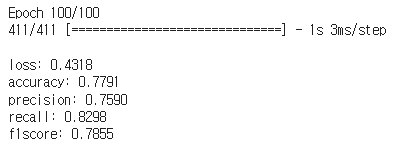 Epoch 100/100
411/411 [==============================] - 1s 3ms/step
loss: 0.4318
accuracy: 0.7791
precision: 0.7590
recall: 0.8298
f1score: 0.7855